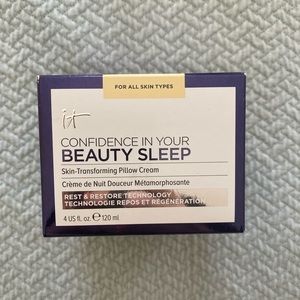 FOR ALL SKIN TYPES
it
CONFIDENCE IN YOUR
BEAUTY SLEEP
Skin-Transforming Pillow Cream
Crème de Nuit Douceur Métamorphosante
REST & RESTORE TECHNOLOGY
TECHNOLOGIE REPOS ET RÉGÉNÉRATION
4 US fl. oz. ℮ 120 ml